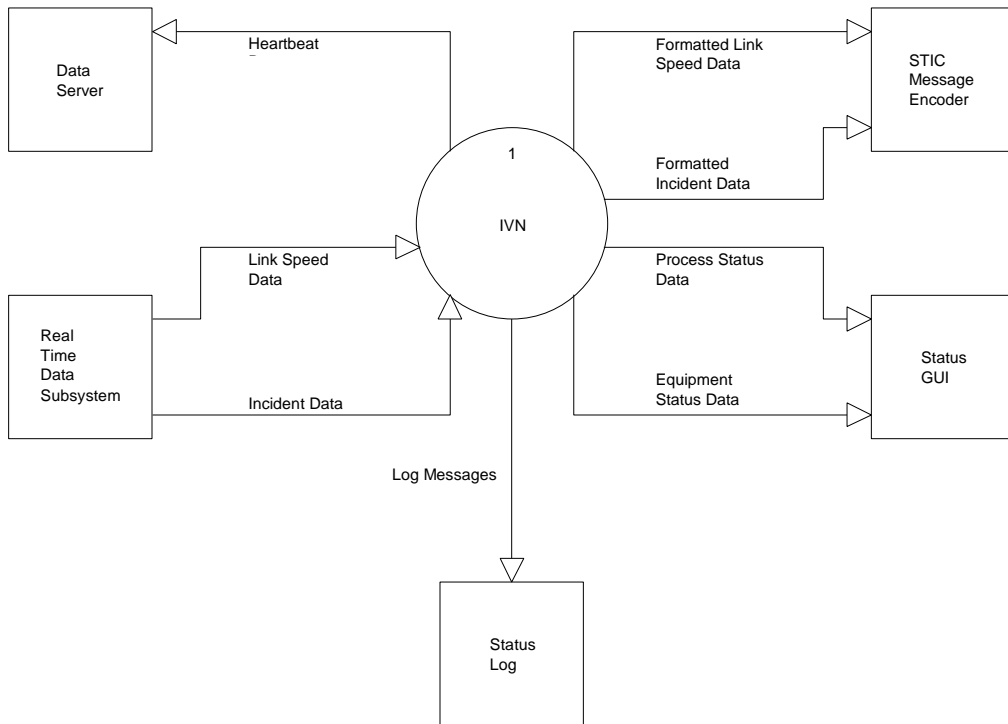 Data
Server
Heartbeat
Formatted Link
Speed Data
STIC
Message
Encoder
1
IVN
Formatted
Incident Data
Link Speed
Data
Process Status
Data
Real
Time
Data
Subsystem
Incident Data
Equipment
Status Data
Status
GUI
Log Messages
Status
Log